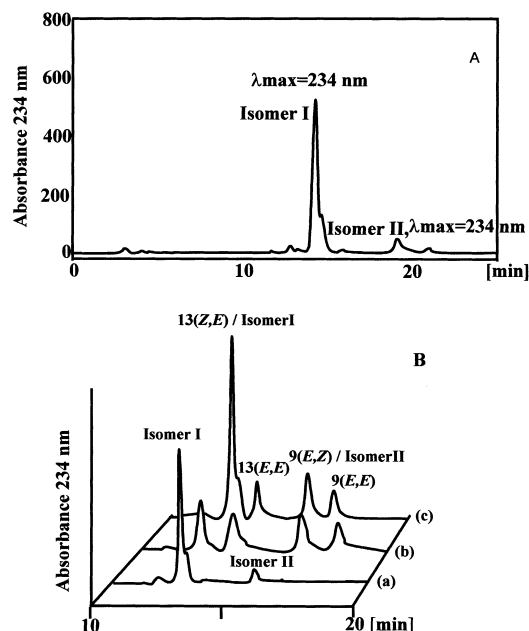 800
A
λmax=234 nm
600
Isomer I
400
Absorbance 234 nm
200
Isomer II,λmax=234 nm
0
0
10
[min]
13(Z,E) / IsomerI
B
Isomer I
13(E,E)
9(E,Z) / IsomerII
9(E,E)
Absorbance 234 nm
(c)
(b)
Isomer II
(a)
10
20 [min]